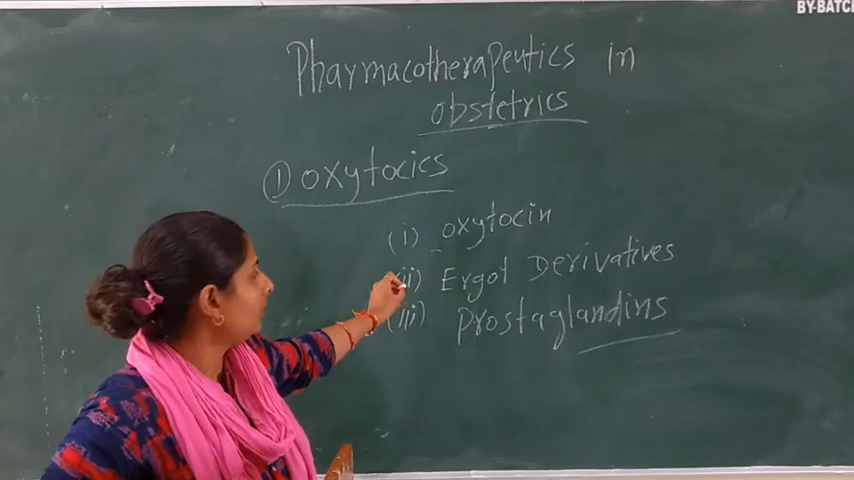 BY-BATCH
Pharmacotherapeutics in
obstetrics
① oxytocics
(i) oxytocin
(ii) Ergot Derivatives
(iii) Prostaglandins